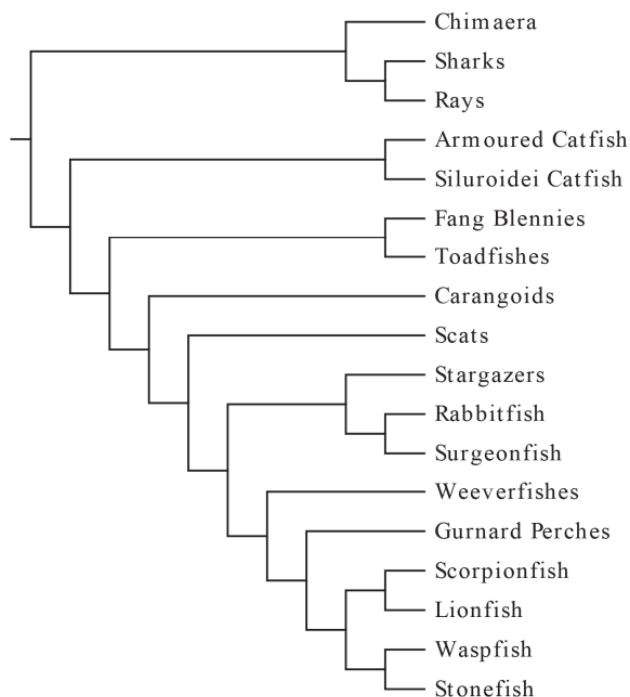 Chimaera
Sharks
Rays
Armoured Catfish
Siluroidei Catfish
Fang Blennies
Toadfishes
Carangoids
Scats
Stargazers
Rabbitfish
Surgeonfish
Weeverfishes
Gurnard Perches
Scorpionfish
Lionfish
Waspfish
Stonefish